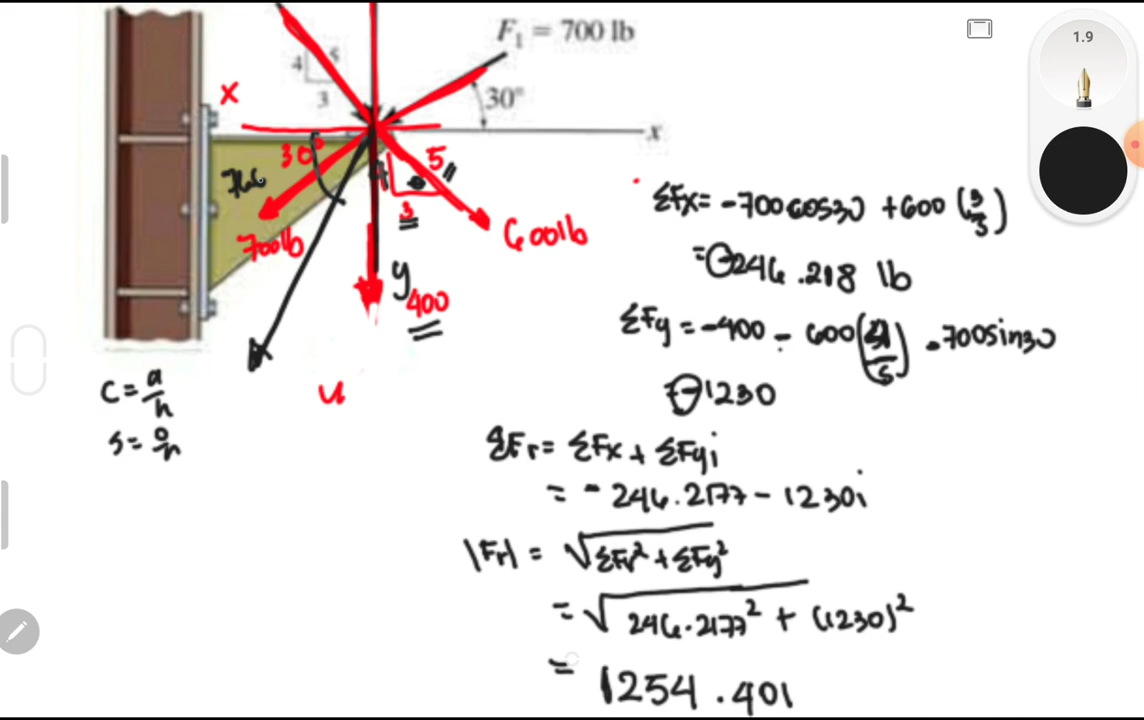 1.9
F₁ = 700 lb
4
5
3
30°
x
x
30°
766
4
5
3
700lb
600lb
y
400
ΣFx= -700cos30 +600 (3/5)
=-246.218 lb
ΣFy = -400 - 600(4/5) -700sin30
=-1230
C = a/h
S = o/h
u
ΣFr= ΣFx + ΣFyi
= - 246.2177 - 1230i
|Fr| = √ΣFx² + ΣFy²
= √246.2177² + (1230)²
= 1254.401